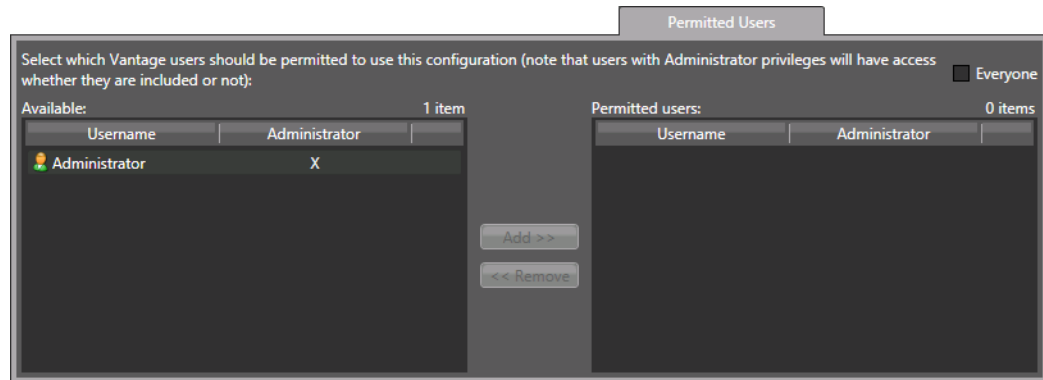 Permitted Users
Select which Vantage users should be permitted to use this configuration (note that users with Administrator privileges will have access
whether they are included or not):
Everyone
Available:
1 item
Permitted users:
0 items
Username
Administrator
Username
Administrator
Administrator
X
Add >>
<< Remove